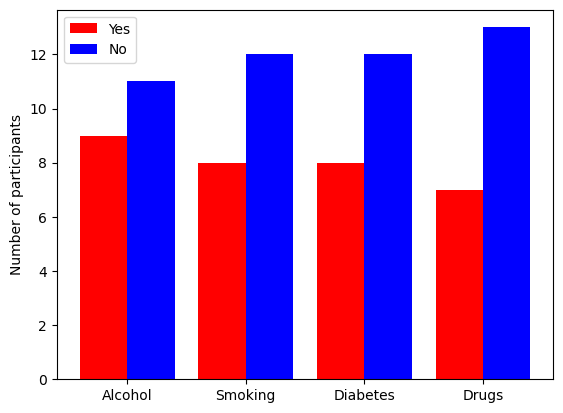 Yes
No
Number of participants
12
10
8
6
4
2
0
Alcohol
Smoking
Diabetes
Drugs